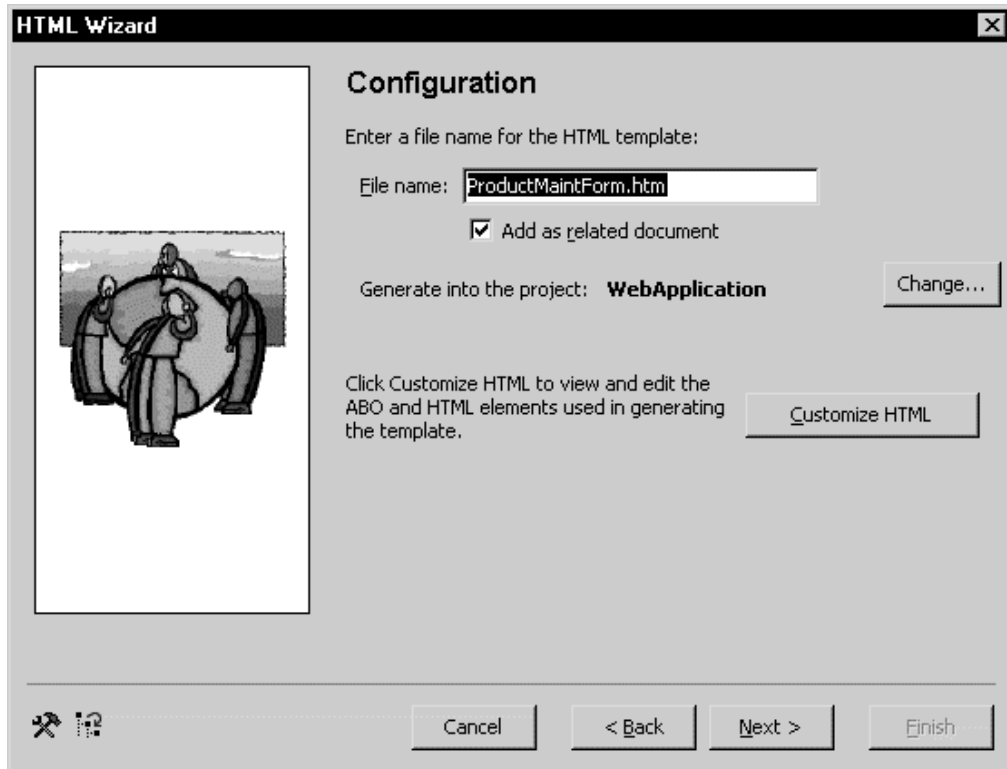 HTML Wizard
Configuration
Enter a file name for the HTML template:
File name: ProductMaintForm.htm
Add as related document
Generate into the project: WebApplication Change...
Click Customize HTML to view and edit the
ABO and HTML elements used in generating
the template.
Customize HTML
Cancel < Back Next > Finish